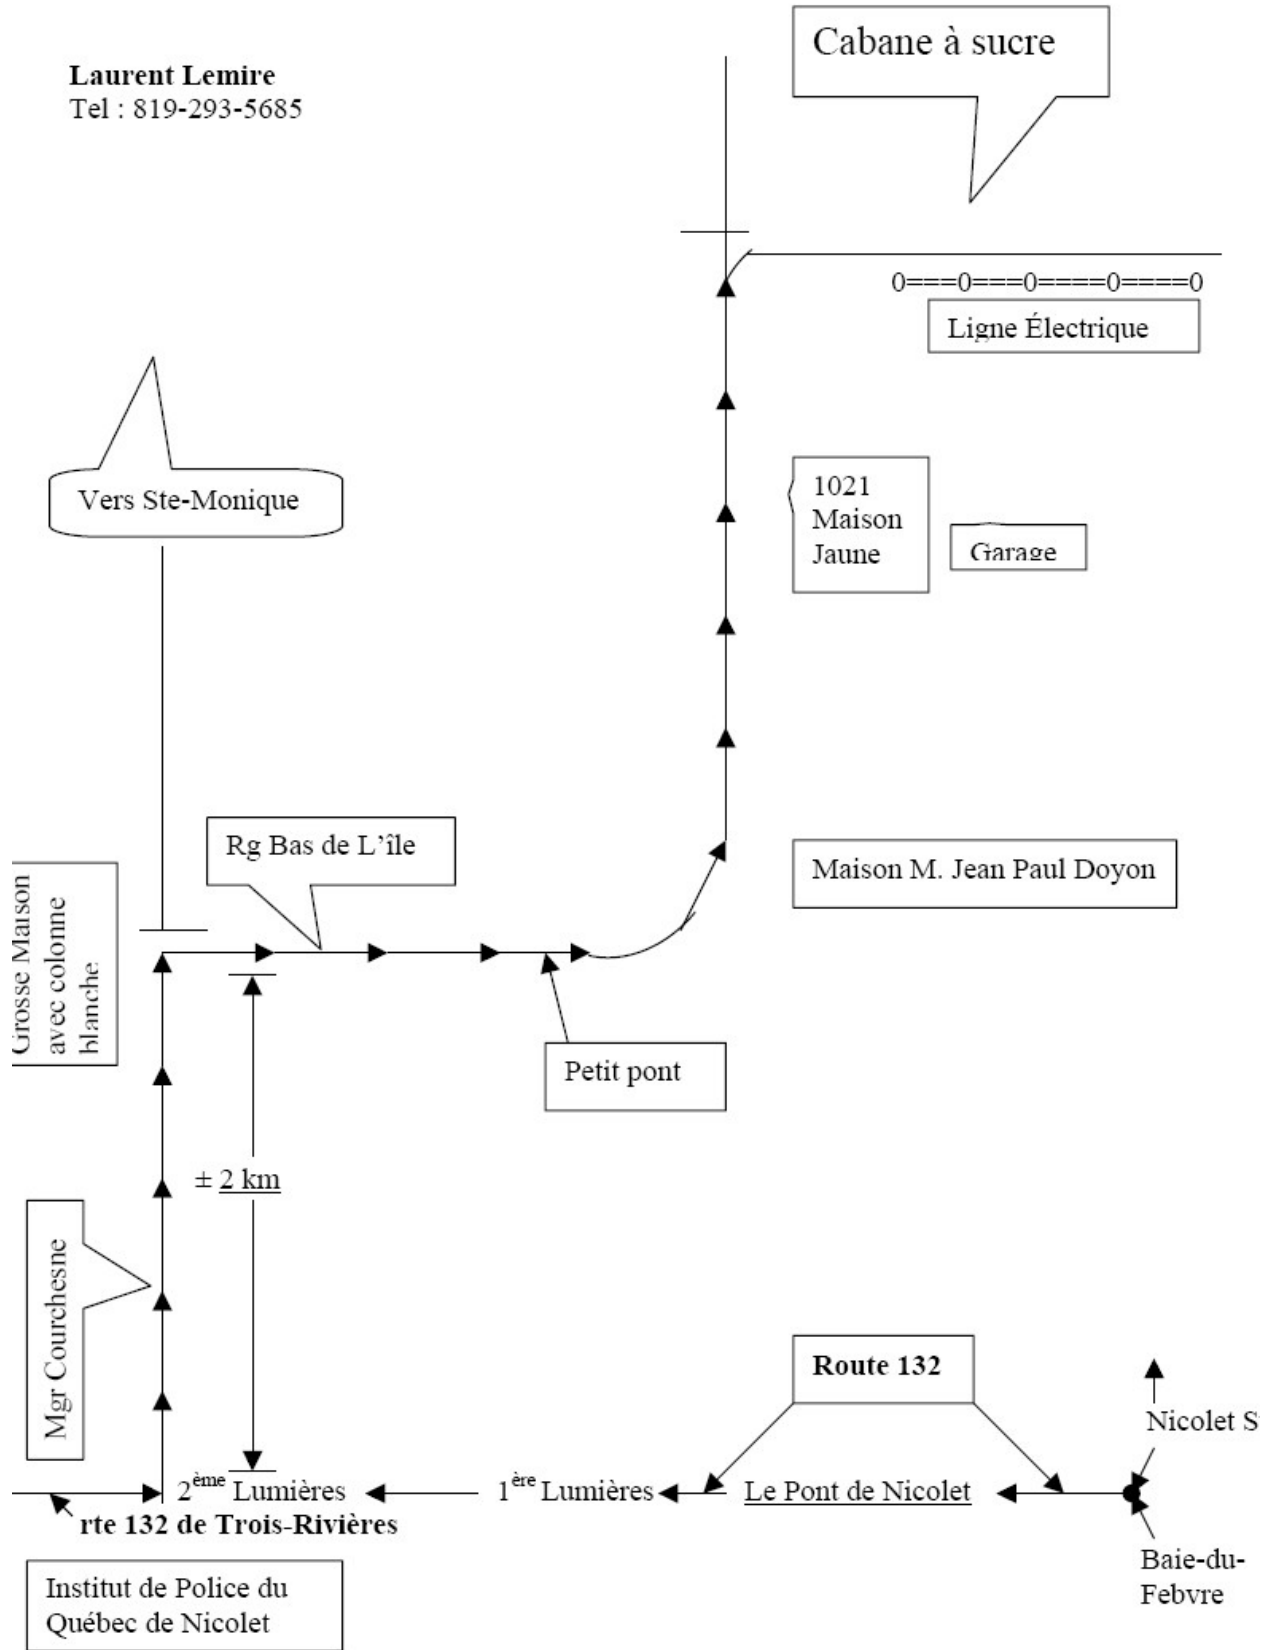 Cabane à sucre
Laurent Lemire
Tel : 819-293-5685
0===0===0====0====0
Ligne Électrique
Vers Ste-Monique
1021
Maison
Jaune
Garage
Rg Bas de L'île
Maison M. Jean Paul Doyon
Grosse Maison
avec colonne
blanche.
Petit pont
± 2 km
Mgr Courchesne
Route 132
Nicolet S
2ème Lumières
1ère Lumières
Le Pont de Nicolet
rte 132 de Trois-Rivières
Baie-du-
Febvre
Institut de Police du
Québec de Nicolet